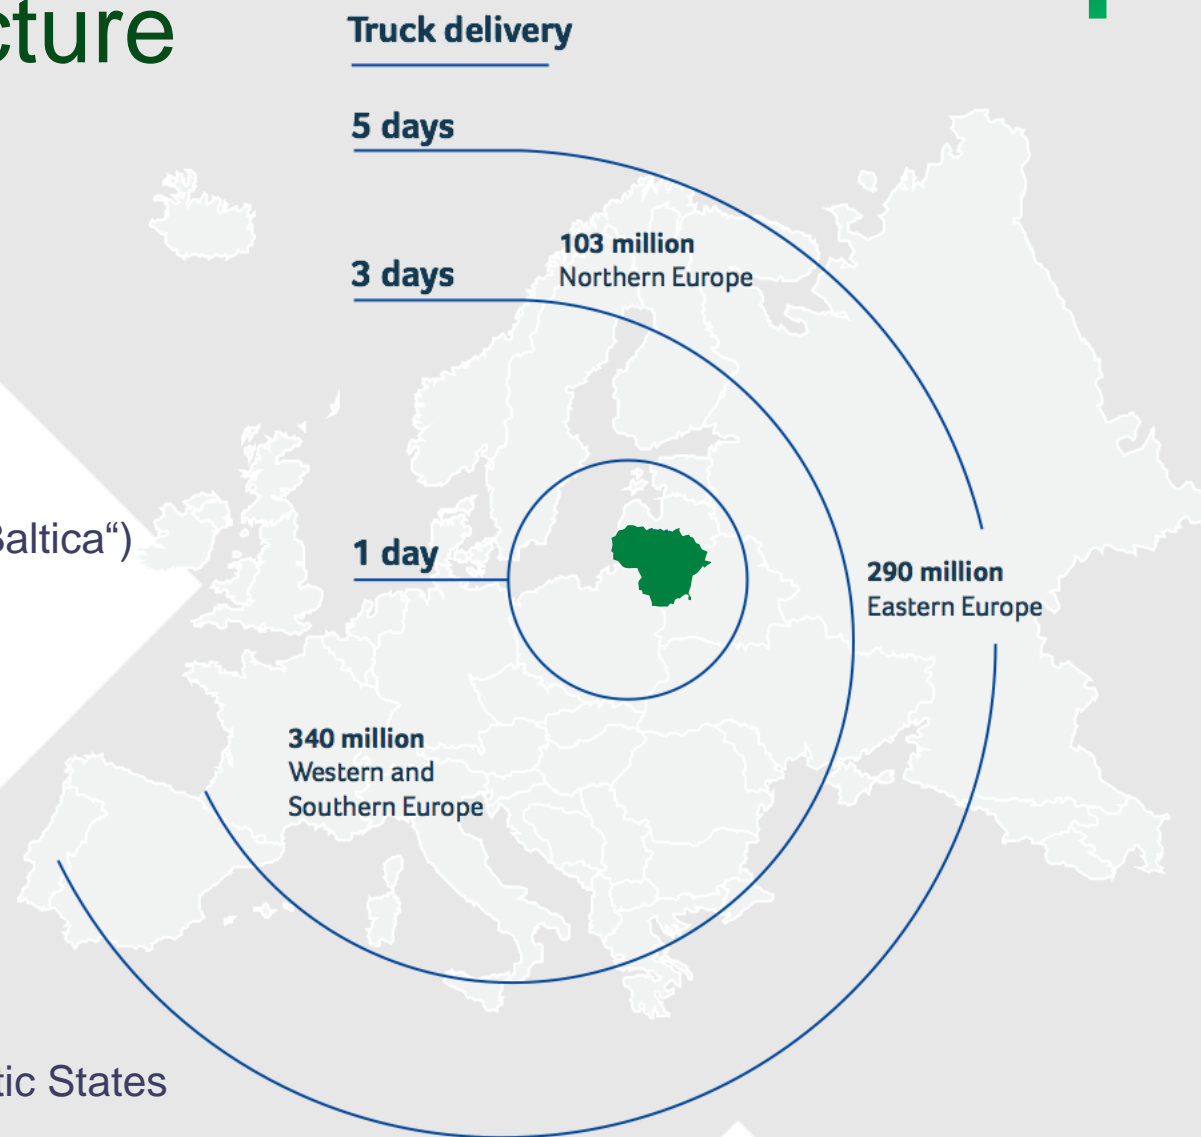 cture
Truck delivery
5 days
103 million
Northern Europe
3 days
Baltica“)
1 day
290 million
Eastern Europe
340 million
Western and
Southern Europe
tic States